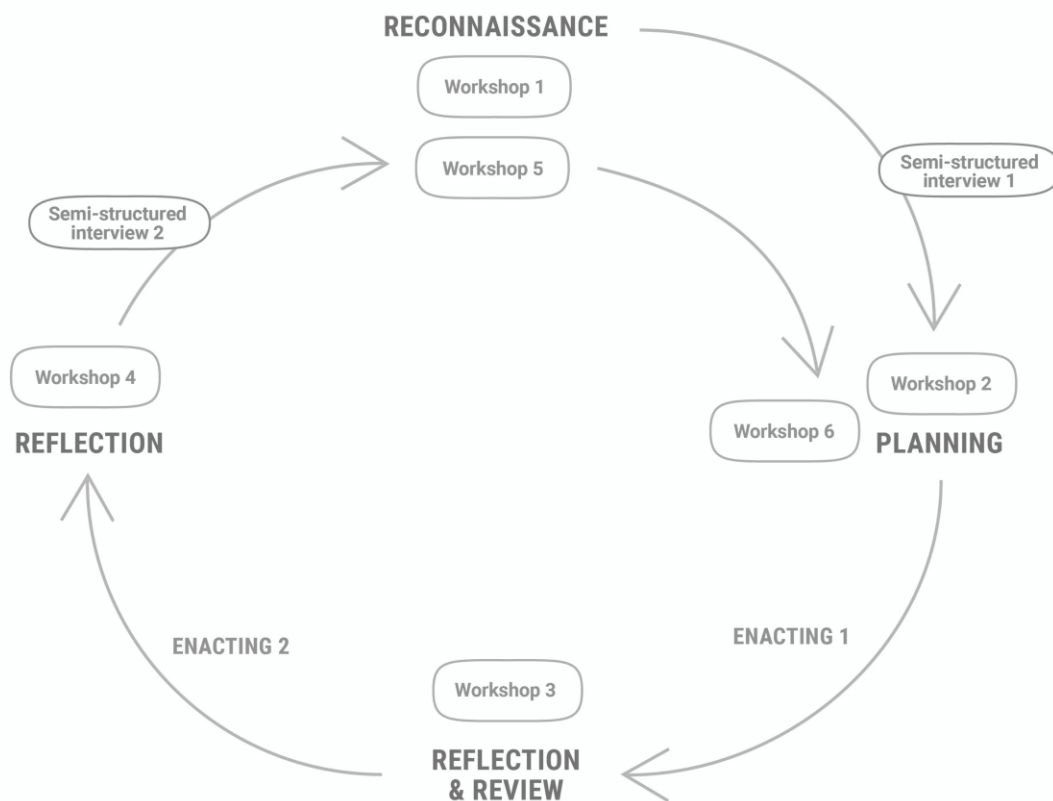 RECONNAISSANCE
Workshop 1
Workshop 5
Semi-structured
interview 1
Semi-structured
interview 2
Workshop 4
REFLECTION
Workshop 2
Workshop 6
PLANNING
ENACTING 2
ENACTING 1
Workshop 3
REFLECTION
& REVIEW